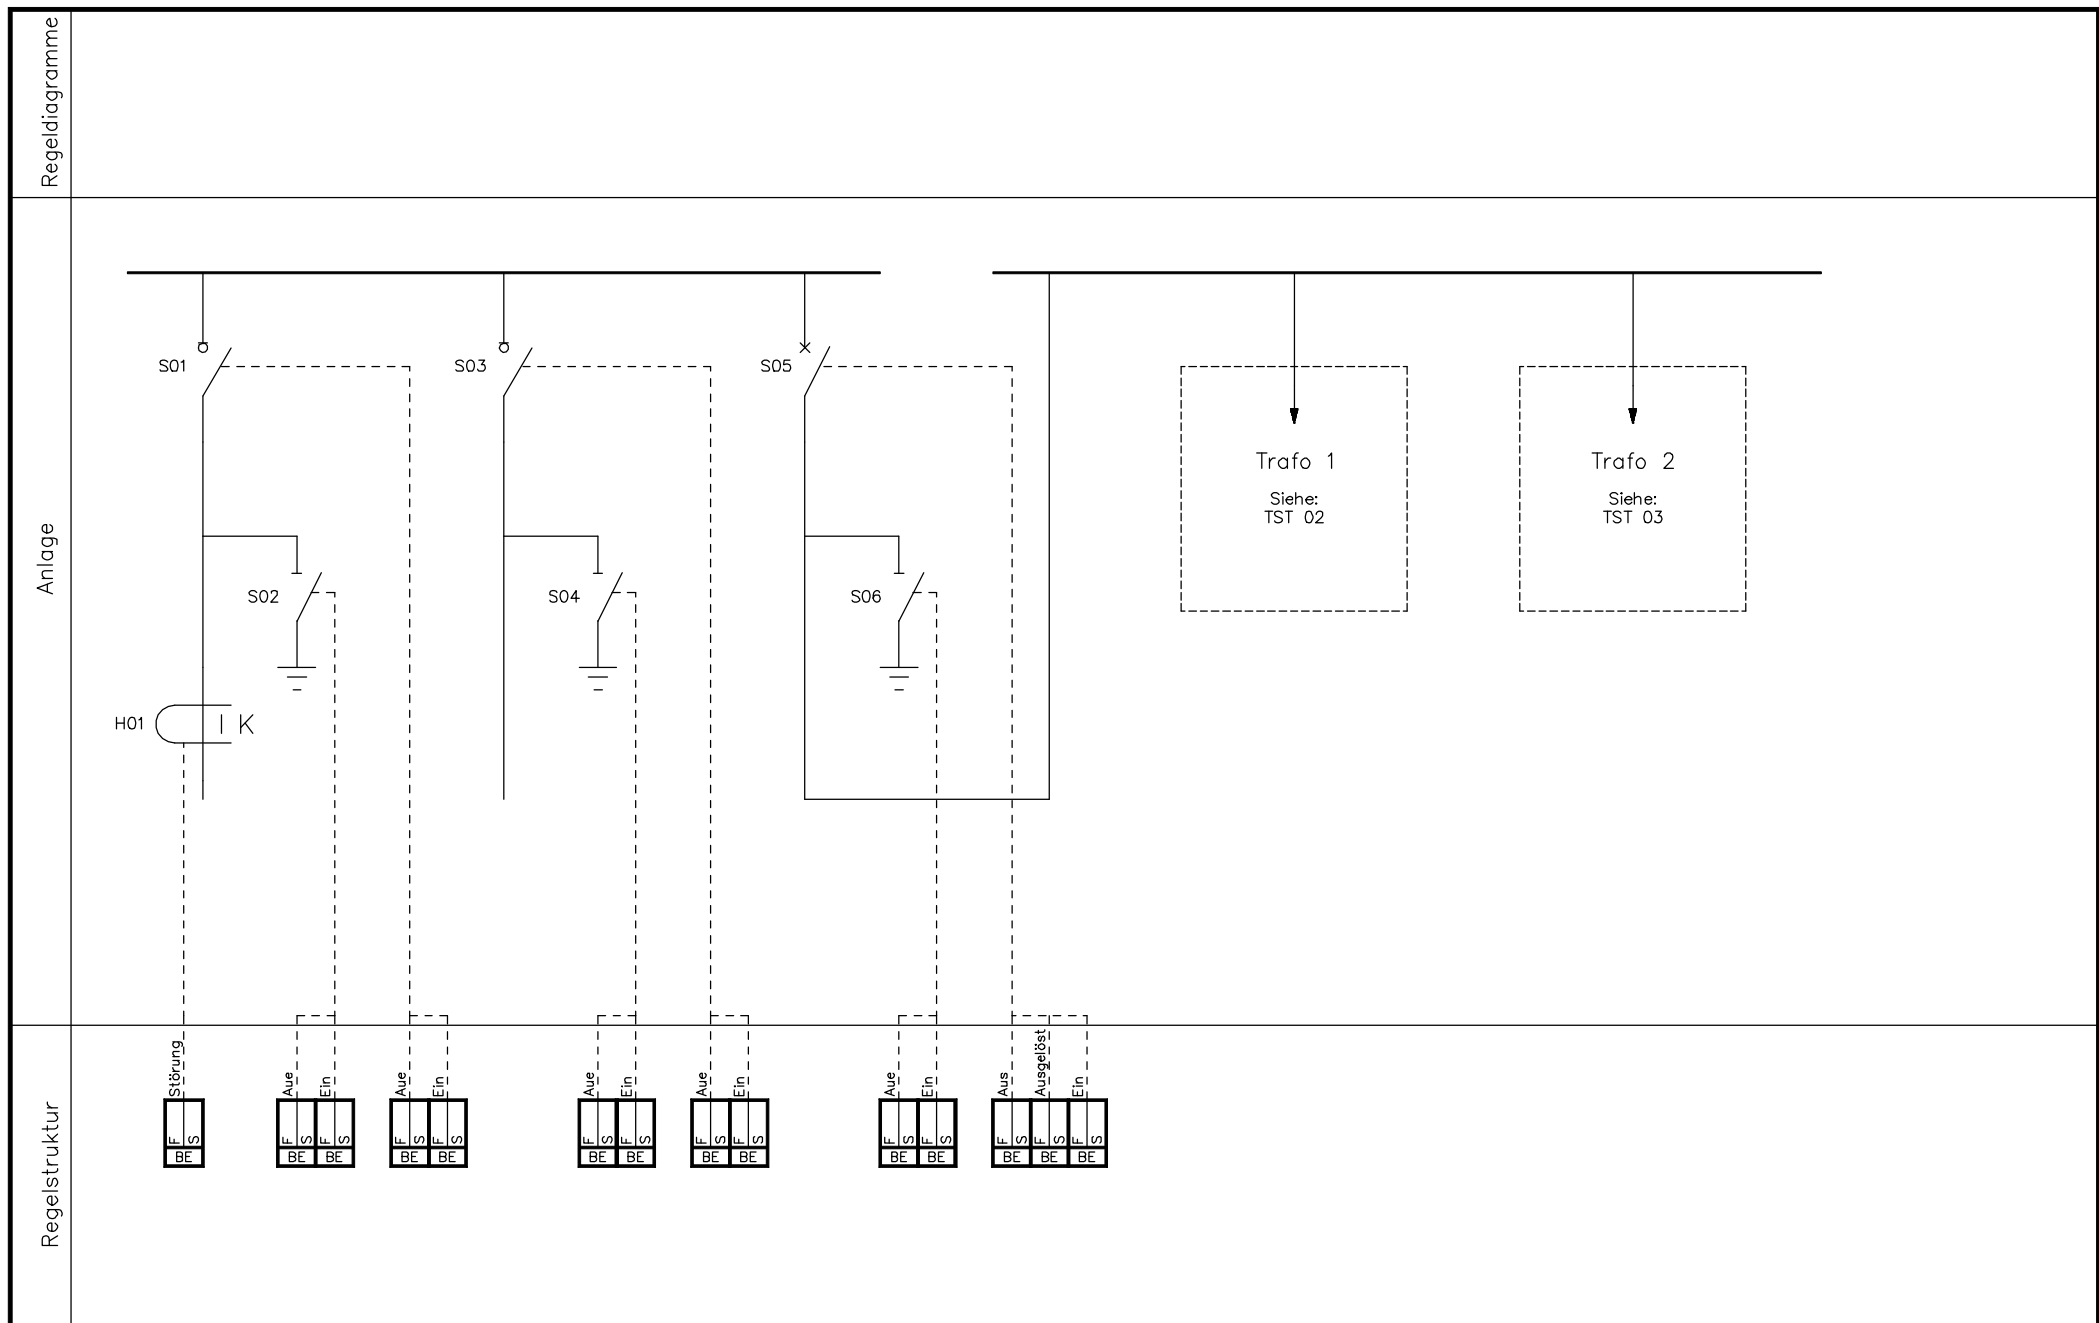 Regeldiagramme
Anlage
S01
S03
S05
Trafo 1
Siehe:
TST 02
Trafo 2
Siehe:
TST 03
S02
S04
S06
H01
I K
Regelstruktur
Störung
Aue
Ein
Aue
Ein
Aue
Ein
Aue
Ein
Aue
Ein
Aus
Ausgelöst
Ein
F S
F S
F S
F S
F S
F S
F S
F S
F S
F S
F S
F S
F S
F S
BE
BE
BE
BE
BE
BE
BE
BE
BE
BE
BE
BE
BE
BE